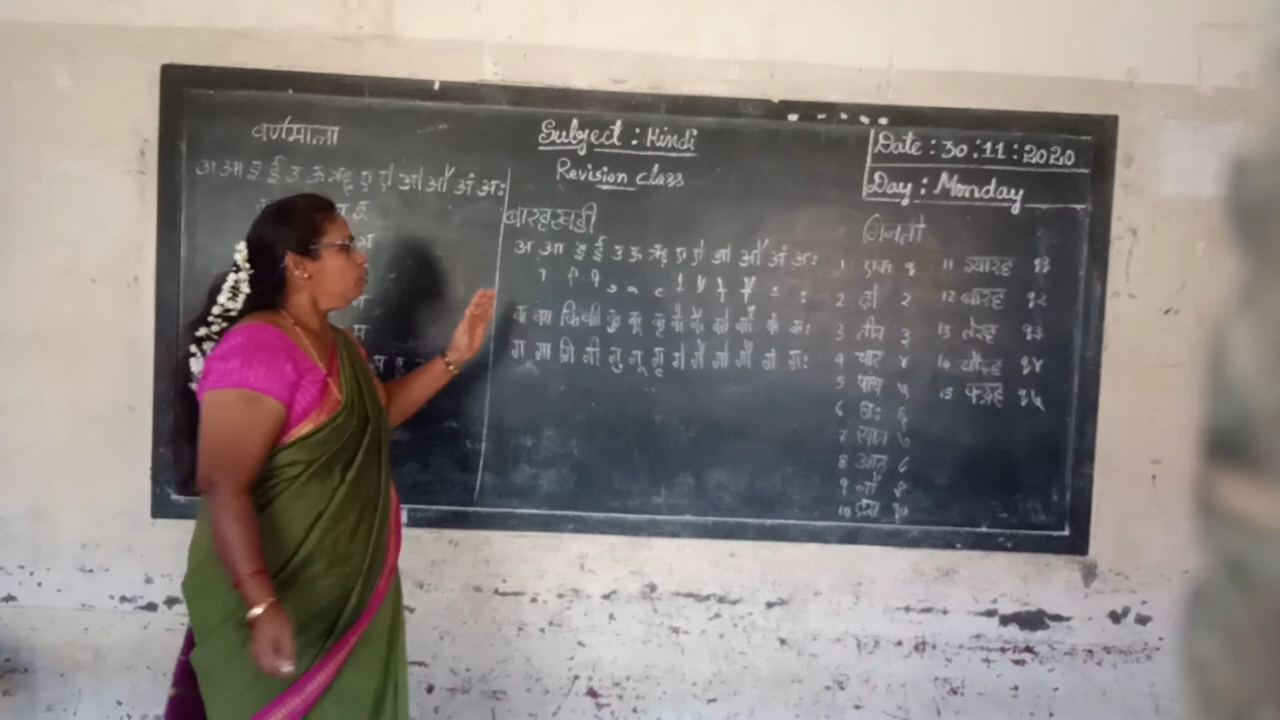 वर्णमाला
अ आ इ ई उ ऊ ऋ ए ऐ ओ औ अं अः
Subject : Hindi
Revision class
Date : 30:11:2020
Day : Monday
बारहखडी
अ आ इ ई उ ऊ ऋ ए ऐ ओ औ अं अः
क का कि की कु कू कृ के कै को कौ कं कः
ग गा गि गी गु गू गृ गे गै गो गौ गं गः
गिनती
1 एक १ 11 ग्यारह ११
2 दो २ 12 बारह १२
3 तीन ३ 13 तेरह १३
4 चार ४ 14 चौदह १४
5 पाच ५ 15 पन्द्रह १५
6 छः ६
7 सात ७
8 आठ ८
9 नौ ९
10 दस १०